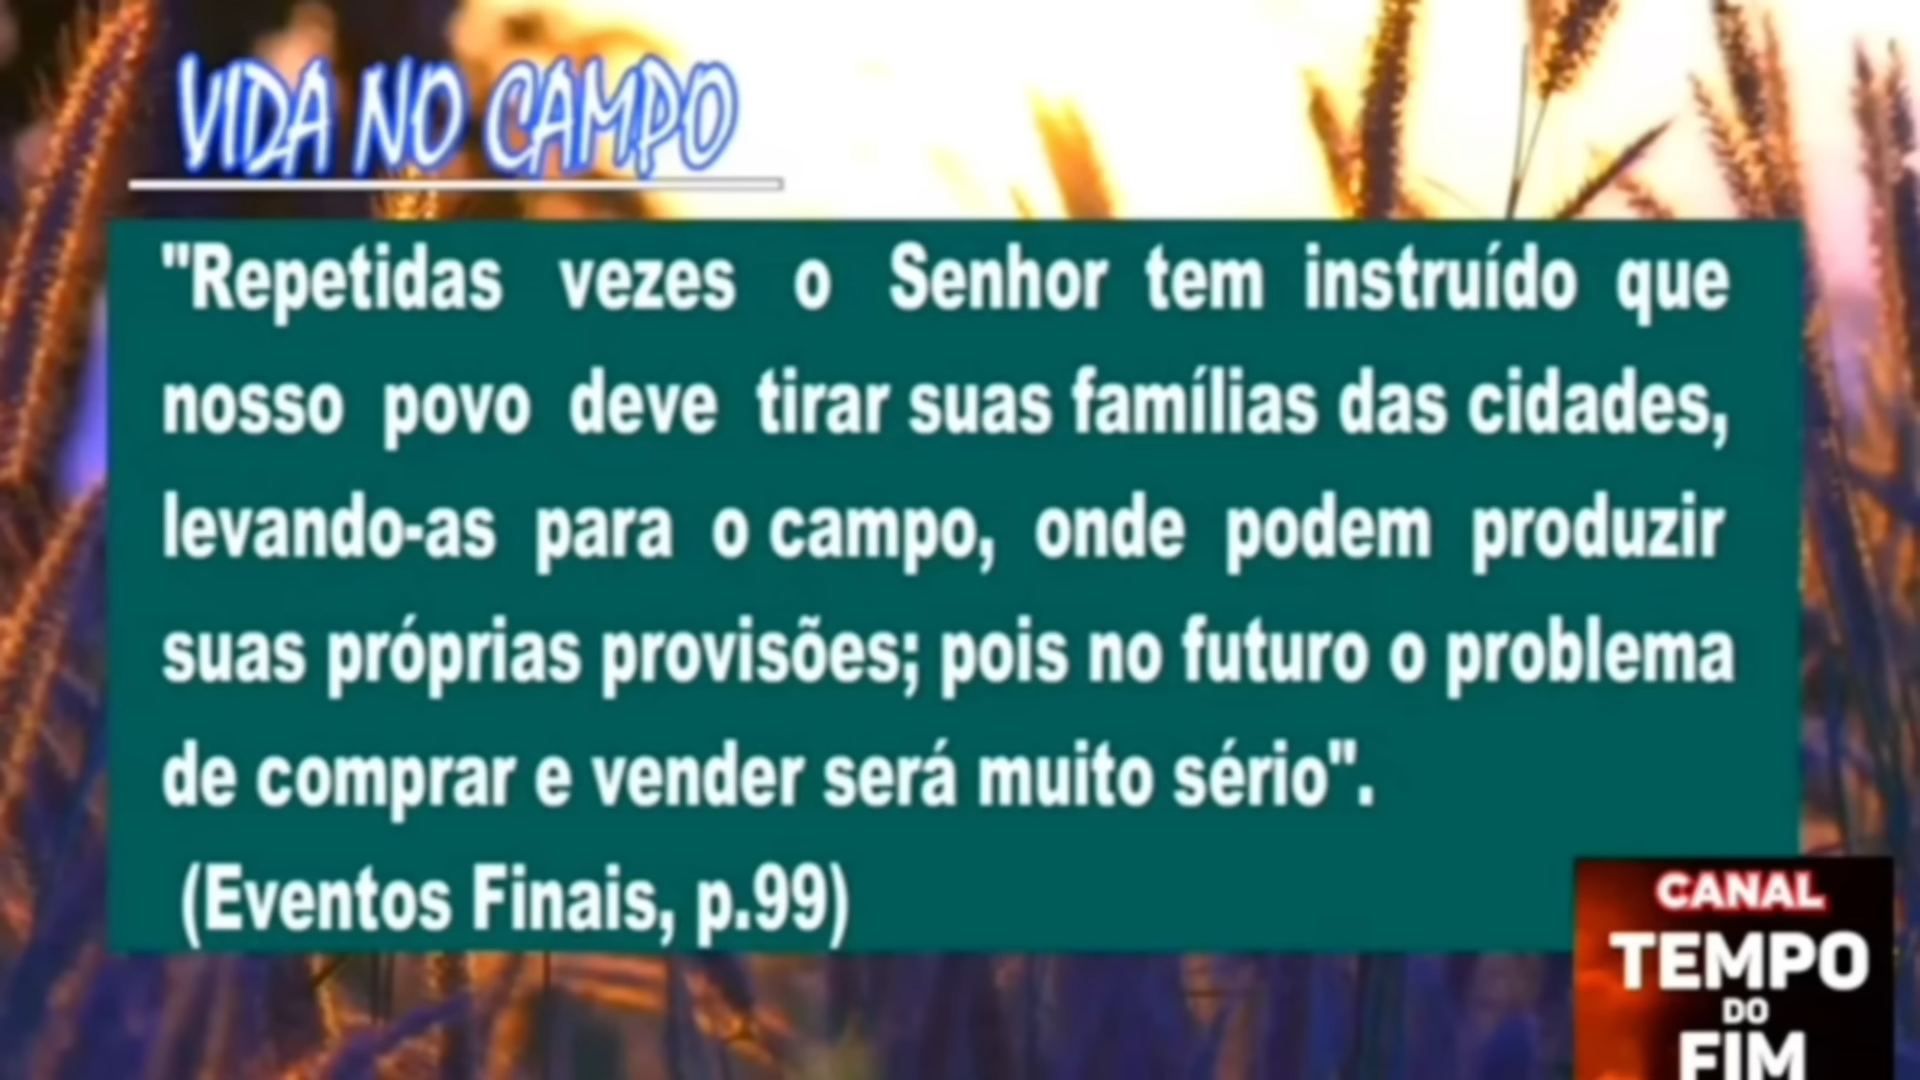 VIDA NO CAMPO
"Repetidas vezes o Senhor tem instruído que
nosso povo deve tirar suas famílias das cidades,
levando-as para o campo, onde podem produzir
suas próprias provisões; pois no futuro o problema
de comprar e vender será muito sério".
(Eventos Finais, p.99)
CANAL
TEMPO
DO
FIM